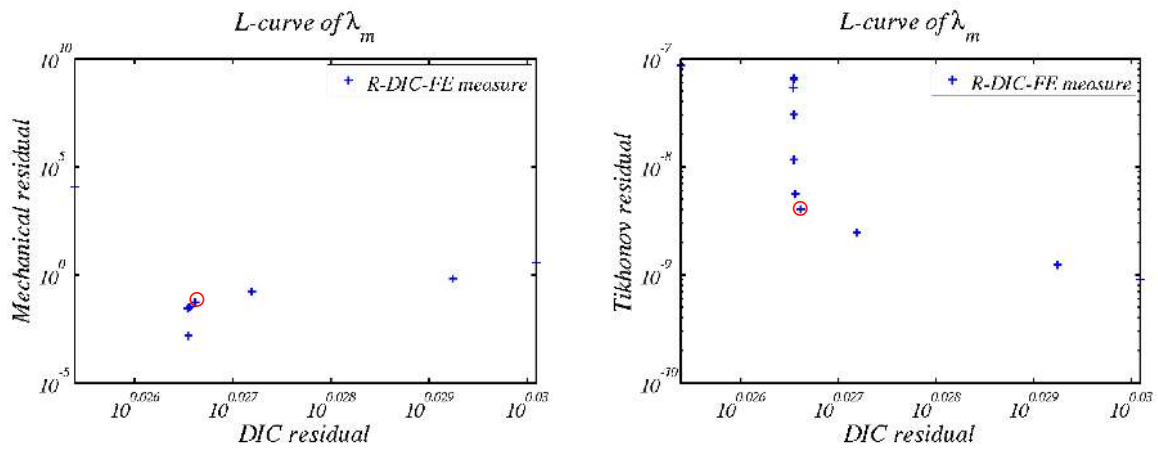 L-curve of λm
10^10
10^5
10^0
10^-5
Mechanical residual
R-DIC-FE measure
10^0.026
10^0.027
10^0.028
10^0.029
10^0.03
DIC residual
L-curve of λm
10^-7
10^-8
10^-9
10^-10
Tikhonov residual
R-DIC-FE measure
10^0.026
10^0.027
10^0.028
10^0.029
10^0.03
DIC residual